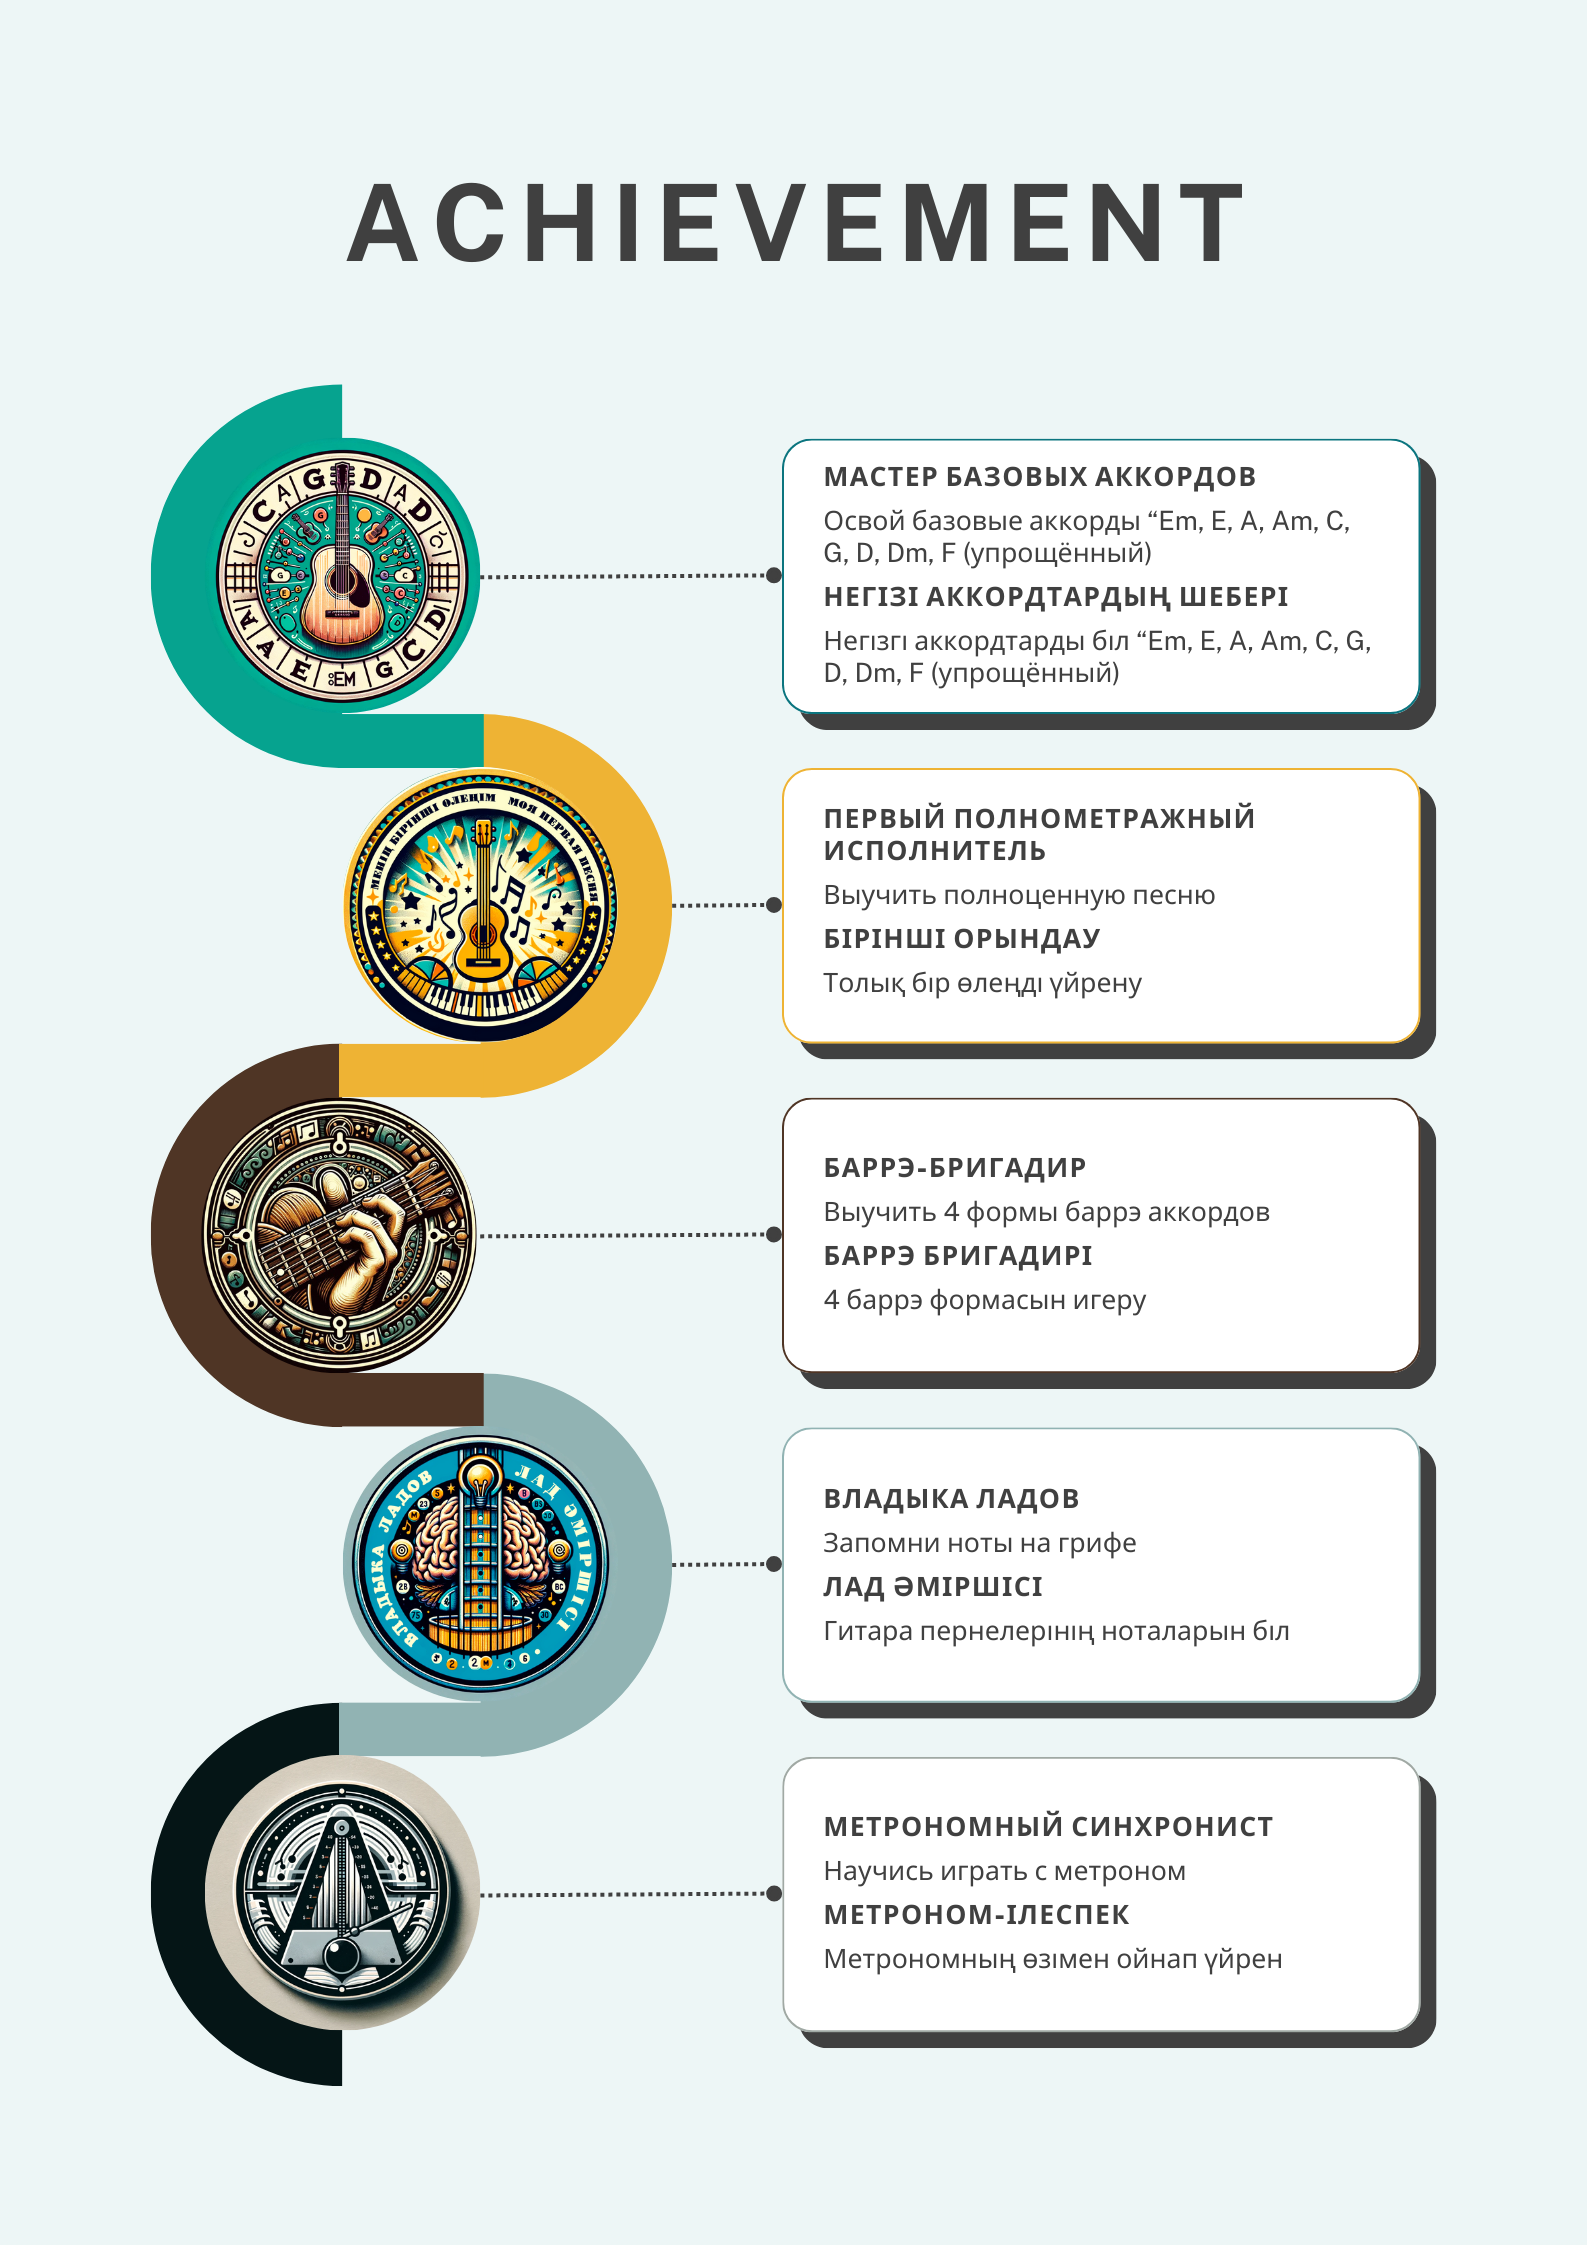 ACHIEVEMENT
МАСТЕР БАЗОВЫХ АККОРДОВ
Освой базовые аккорды “Em, E, A, Am, C,
G, D, Dm, F (упрощённый)
НЕГІЗІ АККОРДТАРДЫҢ ШЕБЕРІ
Негізгі аккордтарды біл “Em, E, A, Am, C, G,
D, Dm, F (упрощённый)
МЕНІҢ БІРІНШІ ӨЛЕҢІМ МОЯ ПЕРВАЯ ПЕСНЯ
ПЕРВЫЙ ПОЛНОМЕТРАЖНЫЙ
ИСПОЛНИТЕЛЬ
Выучить полноценную песню
БІРІНШІ ОРЫНДАУ
Толық бір өлеңді үйрену
БАРРЭ-БРИГАДИР
Выучить 4 формы баррэ аккордов
БАРРЭ БРИГАДИРІ
4 баррэ формасын игеру
ВЛАДЫКА ЛАДОВ ЛАД ӘМІРШІСІ
ВЛАДЫКА ЛАДОВ
Запомни ноты на грифе
ЛАД ӘМІРШІСІ
Гитара пернелерінің ноталарын біл
МЕТРОНОМНЫЙ СИНХРОНИСТ
Научись играть с метроном
МЕТРОНОМ-ІЛЕСПЕК
Метрономның өзімен ойнап үйрен